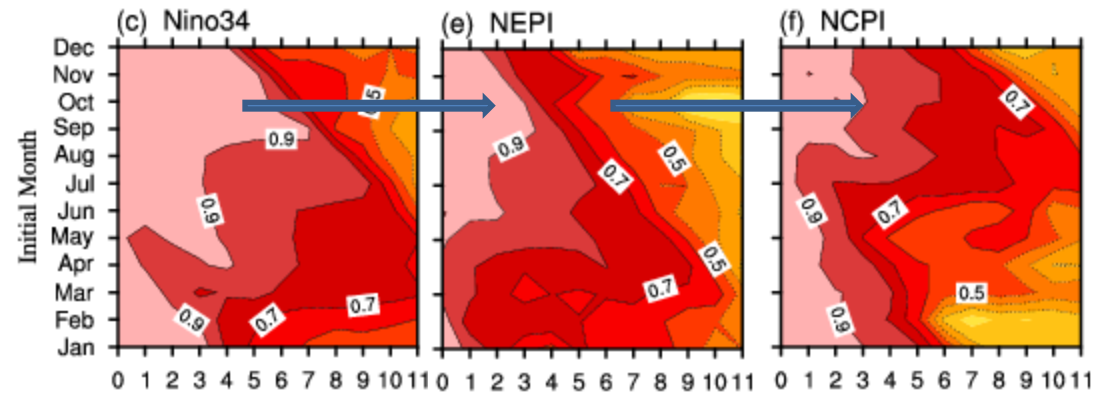 (c) Nino34
(e) NEPI
(f) NCPI
Initial Month
Dec
Nov
Oct
Sep
Aug
Jul
Jun
May
Apr
Mar
Feb
Jan
0.9
0.9
0.9
0.7
0.7
0.9
0.7
0.5
0.5
0.7
0.7
0.9
0.7
0.5
0.9
0 1 2 3 4 5 6 7 8 9 10 11
0 1 2 3 4 5 6 7 8 9 10 11
0 1 2 3 4 5 6 7 8 9 10 11